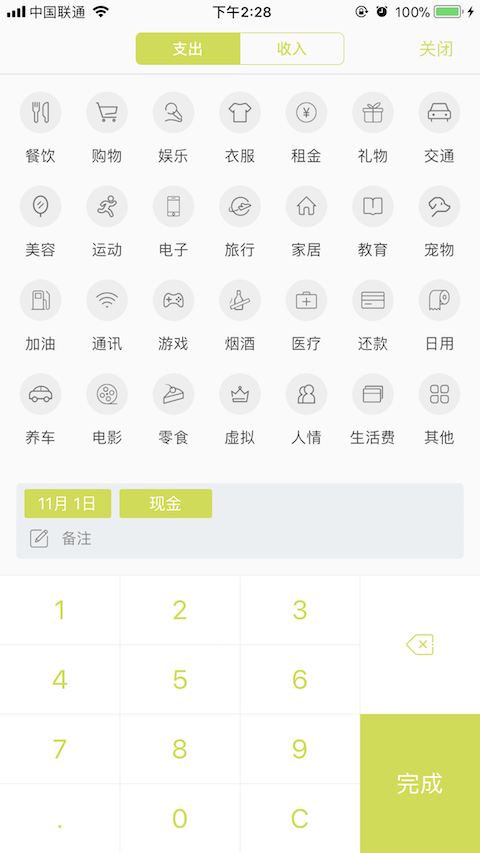 中国联通 下午2:28 100%
支出 收入 关闭
餐饮 购物 娱乐 衣服 租金 礼物 交通
美容 运动 电子 旅行 家居 教育 宠物
加油 通讯 游戏 烟酒 医疗 还款 日用
养车 电影 零食 虚拟 人情 生活费 其他
11月 1日 现金
备注
1 2 3
4 5 6
7 8 9
完成
. 0 C